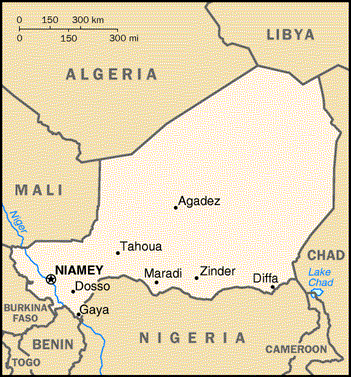 0 150 300 km
0 150 300 mi
LIBYA
ALGERIA
MALI
Niger
Agadez
Tahoua
CHAD
NIAMEY
Maradi
Zinder
Diffa
Lake
Chad
Dosso
Gaya
BURKINA
FASO
NIGERIA
BENIN
TOGO
CAMEROON